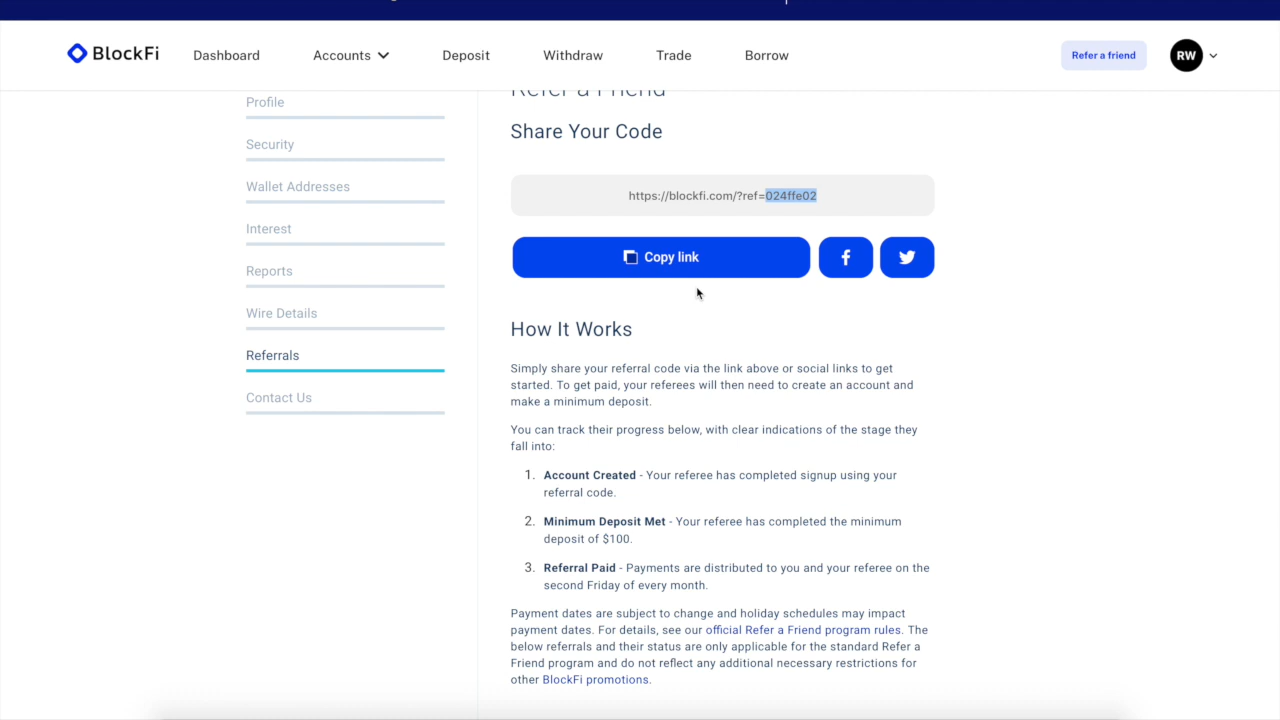 BlockFi
Dashboard
Accounts
Deposit
Withdraw
Trade
Borrow
Refer a friend
RW
Profile
Security
Wallet Addresses
Interest
Reports
Wire Details
Referrals
Contact Us
Refer a Friend
Share Your Code
https://blockfi.com/?ref=024ffe02
Copy link
How It Works
Simply share your referral code via the link above or social links to get
started. To get paid, your referees will then need to create an account and
make a minimum deposit.
You can track their progress below, with clear indications of the stage they
fall into:
1. Account Created - Your referee has completed signup using your
referral code.
2. Minimum Deposit Met - Your referee has completed the minimum
deposit of $100.
3. Referral Paid - Payments are distributed to you and your referee on the
second Friday of every month.
Payment dates are subject to change and holiday schedules may impact
payment dates. For details, see our official Refer a Friend program rules. The
below referrals and their status are only applicable for the standard Refer a
Friend program and do not reflect any additional necessary restrictions for
other BlockFi promotions.